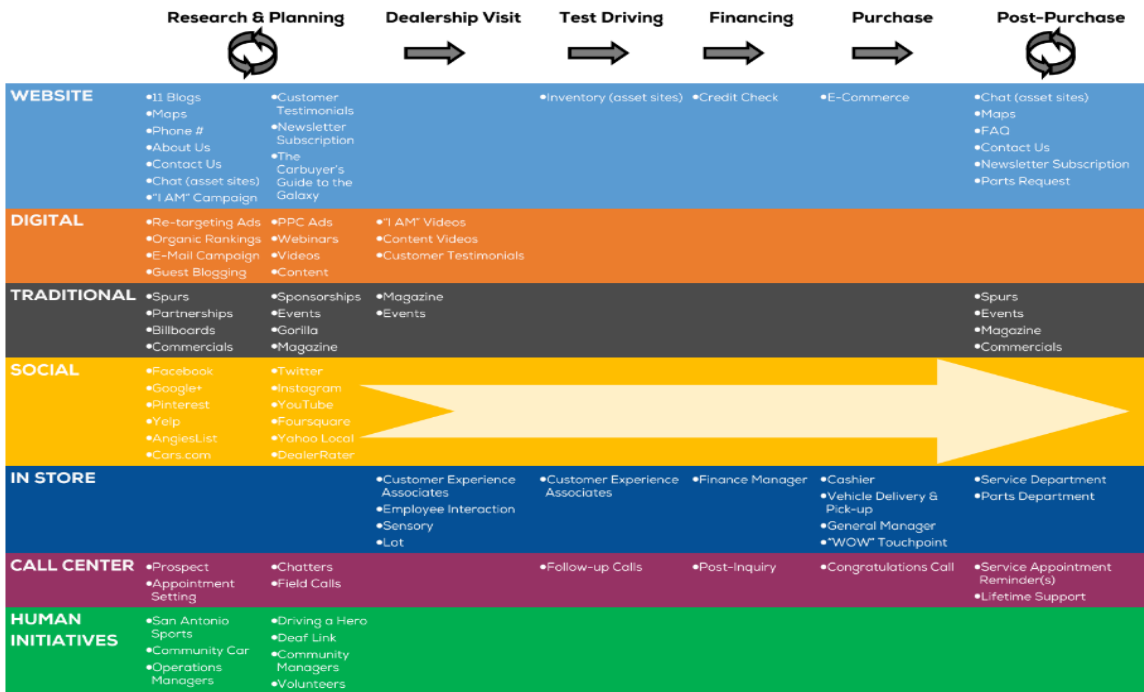 Research & Planning
Dealership Visit
Test Driving
Financing
Purchase
Post-Purchase
WEBSITE
•11 Blogs
•Maps
•Phone #
•About Us
•Contact Us
•Chat (asset sites)
•"I AM" Campaign
•Customer
Testimonials
•Newsletter
Subscription
•The
Carbuyer's
Guide to the
Galaxy
•Inventory (asset sites)
•Credit Check
•E-Commerce
•Chat (asset sites)
•Maps
•FAQ
•Contact Us
•Newsletter Subscription
•Parts Request
DIGITAL
•Re-targeting Ads
•Organic Rankings
•E-Mail Campaign
•Guest Blogging
•PPC Ads
•Webinars
•Videos
•Content
•"I AM" Videos
•Content Videos
•Customer Testimonials
TRADITIONAL
•Spurs
•Partnerships
•Billboards
•Commercials
•Sponsorships
•Events
•Gorilla
•Magazine
•Magazine
•Events
•Spurs
•Events
•Magazine
•Commercials
SOCIAL
•Facebook
•Google+
•Pinterest
•Yelp
•AngiesList
•Cars.com
•Twitter
•Instagram
•YouTube
•Foursquare
•Yahoo Local
•DealerRater
IN STORE
•Customer Experience
Associates
•Employee Interaction
•Sensory
•Lot
•Customer Experience
Associates
•Finance Manager
•Cashier
•Vehicle Delivery &
Pick-up
•General Manager
•"WOW" Touchpoint
•Service Department
•Parts Department
CALL CENTER
•Prospect
•Appointment
Setting
•Chatters
•Field Calls
•Follow-up Calls
•Post-Inquiry
•Congratulations Call
•Service Appointment
Reminder(s)
•Lifetime Support
HUMAN
INITIATIVES
•San Antonio
Sports
•Community Car
•Operations
Managers
•Driving a Hero
•Deaf Link
•Community
Managers
•Volunteers